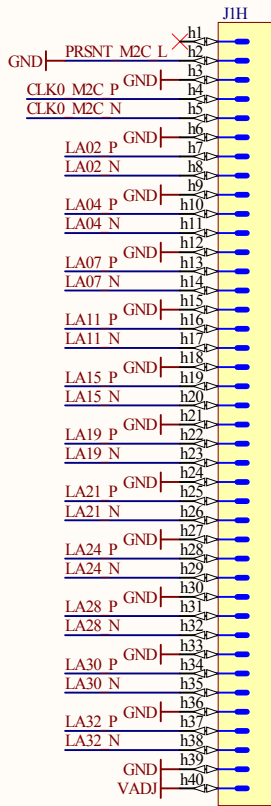 J1H
h1
GND PRSNT_M2C_L h2
GND h3
CLK0_M2C_P h4
CLK0_M2C_N h5
GND h6
LA02_P h7
LA02_N h8
GND h9
LA04_P h10
LA04_N h11
GND h12
LA07_P h13
LA07_N h14
GND h15
LA11_P h16
LA11_N h17
GND h18
LA15_P h19
LA15_N h20
GND h21
LA19_P h22
LA19_N h23
GND h24
LA21_P h25
LA21_N h26
GND h27
LA24_P h28
LA24_N h29
GND h30
LA28_P h31
LA28_N h32
GND h33
LA30_P h34
LA30_N h35
GND h36
LA32_P h37
LA32_N h38
GND h39
VADJ h40